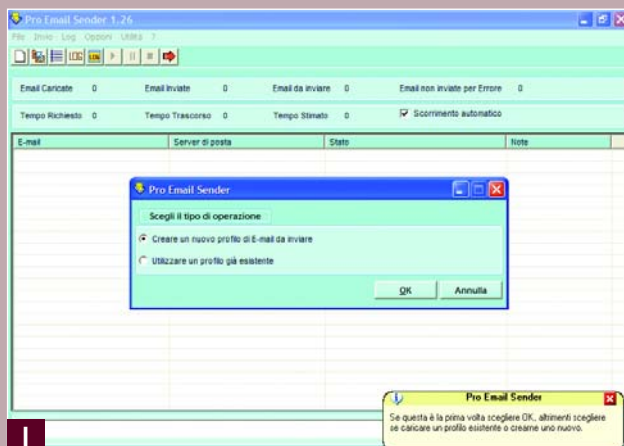 Pro Email Sender 1.26
File Invio Log Opzioni Utilità ?
LOG
Email Caricate 0 Email Inviate 0 Email da inviare 0 Email non inviate per Errore 0
Tempo Richiesto 0 Tempo Trascorso 0 Tempo Stimato 0 Scorrimento automatico
E-mail Server di posta Stato Note
Pro Email Sender
Scegli il tipo di operazione
Creare un nuovo profilo di E-mail da inviare
Utilizzare un profilo già esistente
OK Annulla
Pro Email Sender
Se questa è la prima volta scegliere OK, altrimenti scegliere
se caricare un profilo esistente o crearne uno nuovo.